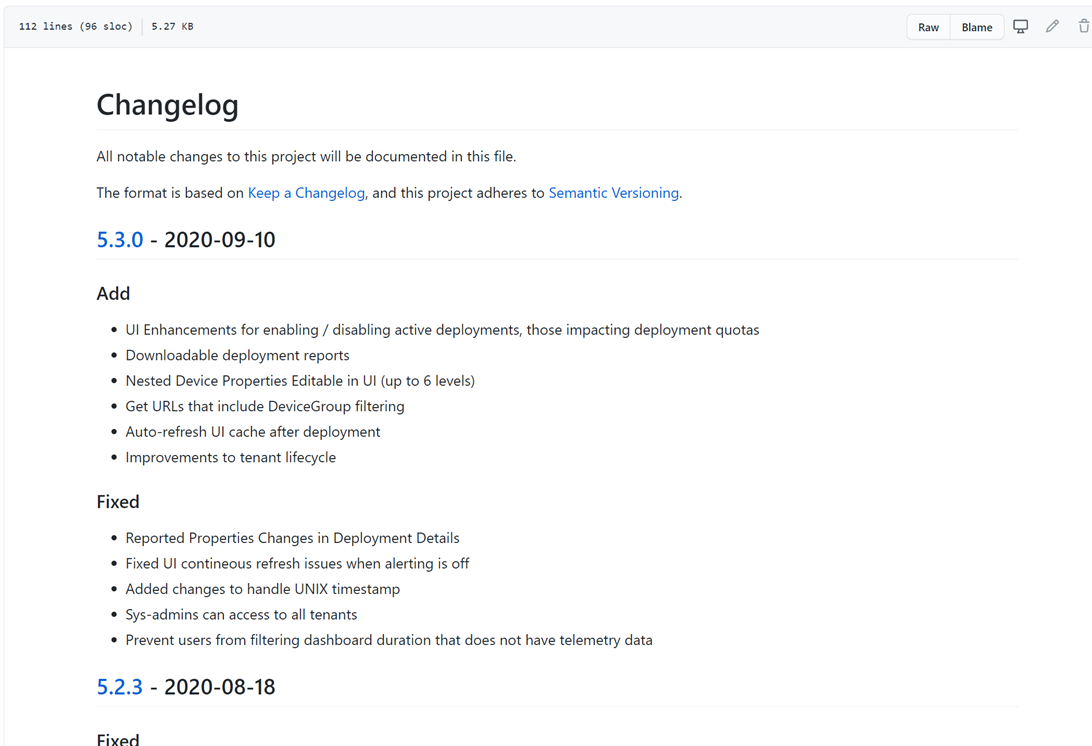 112 lines (96 sloc) 5.27 KB
Raw Blame
Changelog
All notable changes to this project will be documented in this file.
The format is based on Keep a Changelog, and this project adheres to Semantic Versioning.
5.3.0 - 2020-09-10
Add
UI Enhancements for enabling / disabling active deployments, those impacting deployment quotas
Downloadable deployment reports
Nested Device Properties Editable in UI (up to 6 levels)
Get URLs that include DeviceGroup filtering
Auto-refresh UI cache after deployment
Improvements to tenant lifecycle
Fixed
Reported Properties Changes in Deployment Details
Fixed UI contineous refresh issues when alerting is off
Added changes to handle UNIX timestamp
Sys-admins can access to all tenants
Prevent users from filtering dashboard duration that does not have telemetry data
5.2.3 - 2020-08-18
Fixed